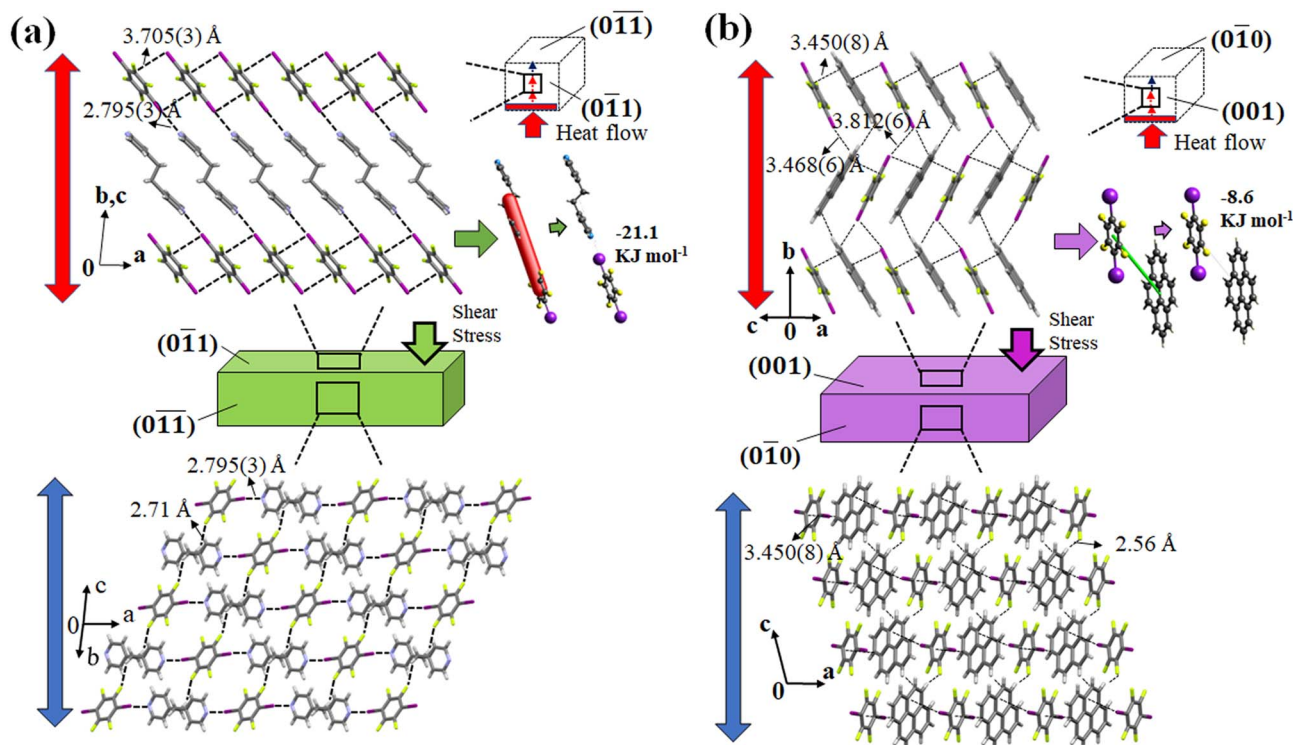 (a)
3.705(3) Å
2.795(3) Å
b,c
0
a
(01̅1̅)
(01̅1)
Heat flow
-21.1
KJ mol⁻¹
Shear
Stress
(01̅1)
(01̅1̅)
2.795(3) Å
2.71 Å
c
0
a
b
(b)
3.450(8) Å
3.812(6) Å
3.468(6) Å
b
c
0
a
(01̅0)
(001)
Heat flow
-8.6
KJ mol⁻¹
Shear
Stress
(001)
(01̅0)
3.450(8) Å
2.56 Å
c
a
0